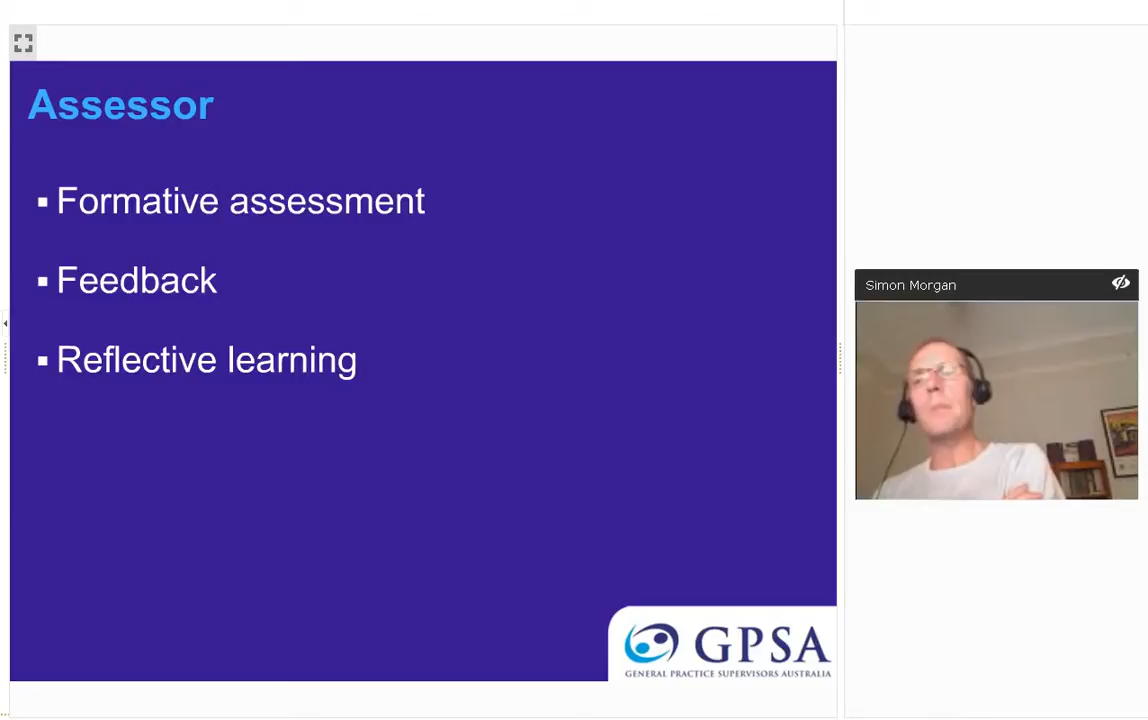 Assessor
▪ Formative assessment
▪ Feedback
▪ Reflective learning
GPSA
GENERAL PRACTICE SUPERVISORS AUSTRALIA
Simon Morgan